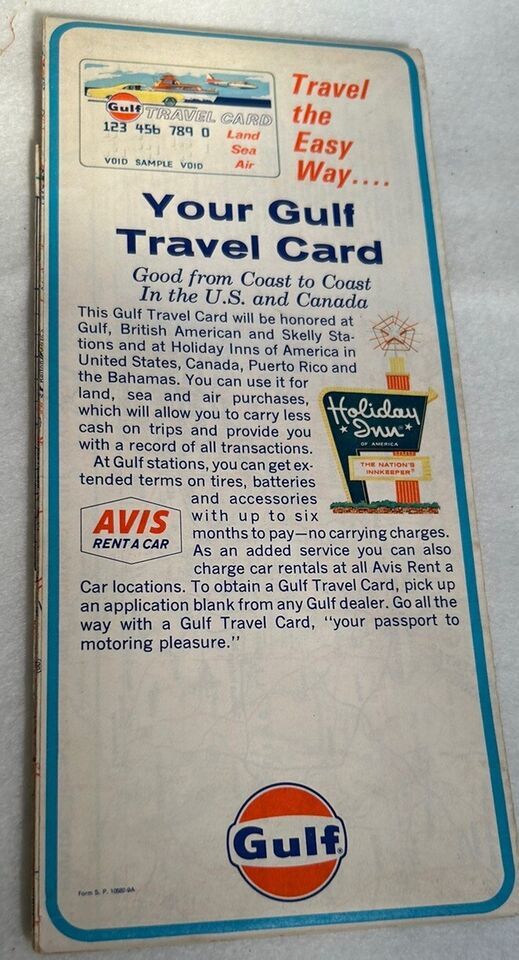 Gulf TRAVEL CARD
123 456 789 0
Land
Sea
Air
VOID SAMPLE VOID
Travel
the
Easy
Way....
Your Gulf
Travel Card
Good from Coast to Coast
In the U.S. and Canada
This Gulf Travel Card will be honored at
Gulf, British American and Skelly Sta-
tions and at Holiday Inns of America in
United States, Canada, Puerto Rico and
the Bahamas. You can use it for
land, sea and air purchases,
which will allow you to carry less
cash on trips and provide you
with a record of all transactions.
Holiday
Inn
OF AMERICA
THE NATION'S
INNKEEPER®
At Gulf stations, you can get ex-
tended terms on tires, batteries
and accessories
with up to six
months to pay—no carrying charges.
As an added service you can also
charge car rentals at all Avis Rent a
AVIS
RENT A CAR
Car locations. To obtain a Gulf Travel Card, pick up
an application blank from any Gulf dealer. Go all the
way with a Gulf Travel Card, "your passport to
motoring pleasure."
Gulf®
Form S. P.